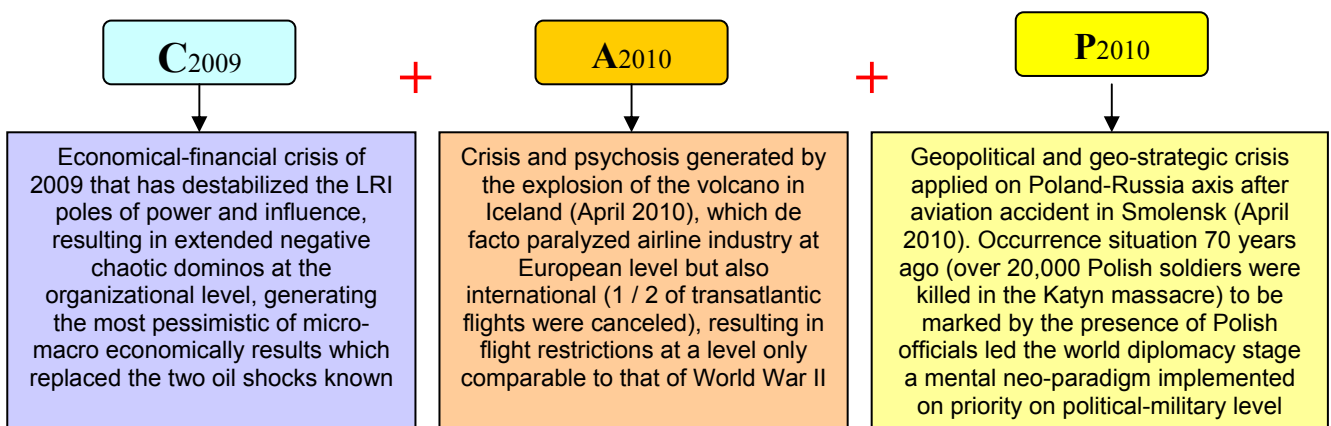 C2009
+
A2010
+
P2010
Economical-financial crisis of
2009 that has destabilized the LRI
poles of power and influence,
resulting in extended negative
chaotic dominos at the
organizational level, generating
the most pessimistic of micro-
macro economically results which
replaced the two oil shocks known
Crisis and psychosis generated by
the explosion of the volcano in
Iceland (April 2010), which de
facto paralyzed airline industry at
European level but also
international (1 / 2 of transatlantic
flights were canceled), resulting in
flight restrictions at a level only
comparable to that of World War II
Geopolitical and geo-strategic crisis
applied on Poland-Russia axis after
aviation accident in Smolensk (April
2010). Occurrence situation 70 years
ago (over 20,000 Polish soldiers were
killed in the Katyn massacre) to be
marked by the presence of Polish
officials led the world diplomacy stage
a mental neo-paradigm implemented
on priority on political-military level